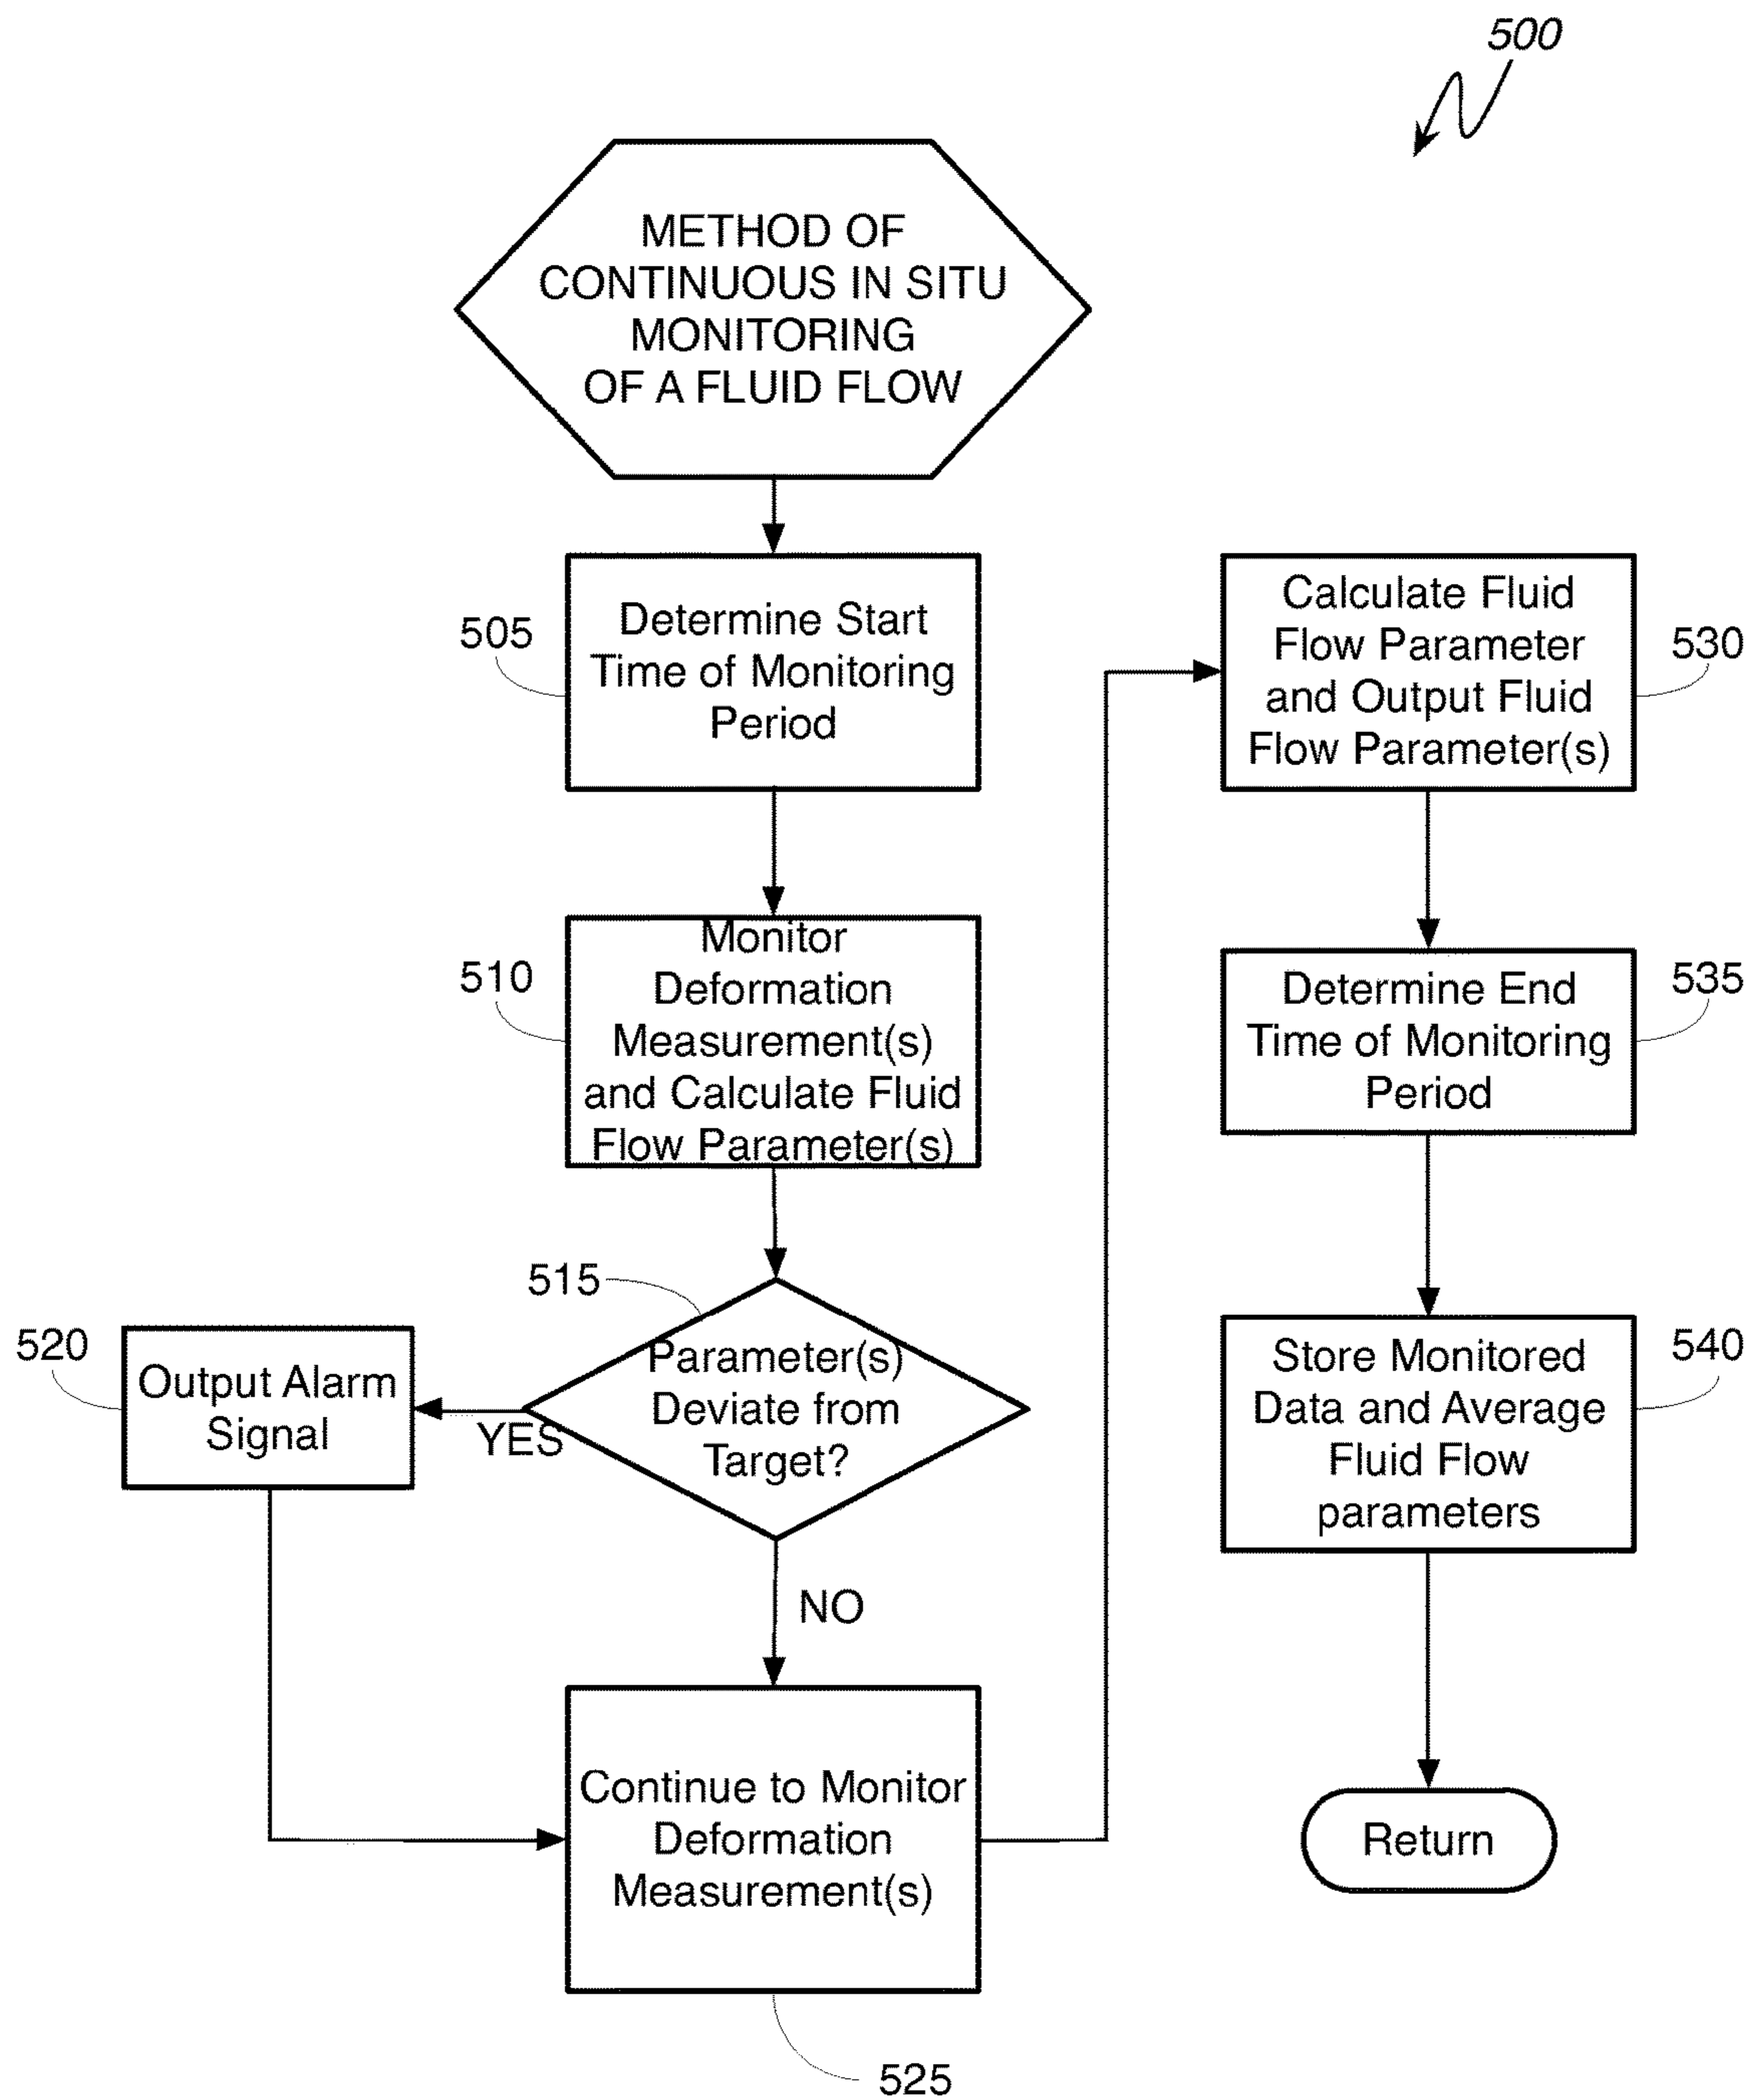 500
METHOD OF
CONTINUOUS IN SITU
MONITORING
OF A FLUID FLOW
505
Determine Start
Time of Monitoring
Period
510
Monitor
Deformation
Measurement(s)
and Calculate Fluid
Flow Parameter(s)
515
Parameter(s)
Deviate from
Target?
YES
520
Output Alarm
Signal
NO
Continue to Monitor
Deformation
Measurement(s)
525
Calculate Fluid
Flow Parameter
and Output Fluid
Flow Parameter(s)
530
Determine End
Time of Monitoring
Period
535
Store Monitored
Data and Average
Fluid Flow
parameters
540
Return